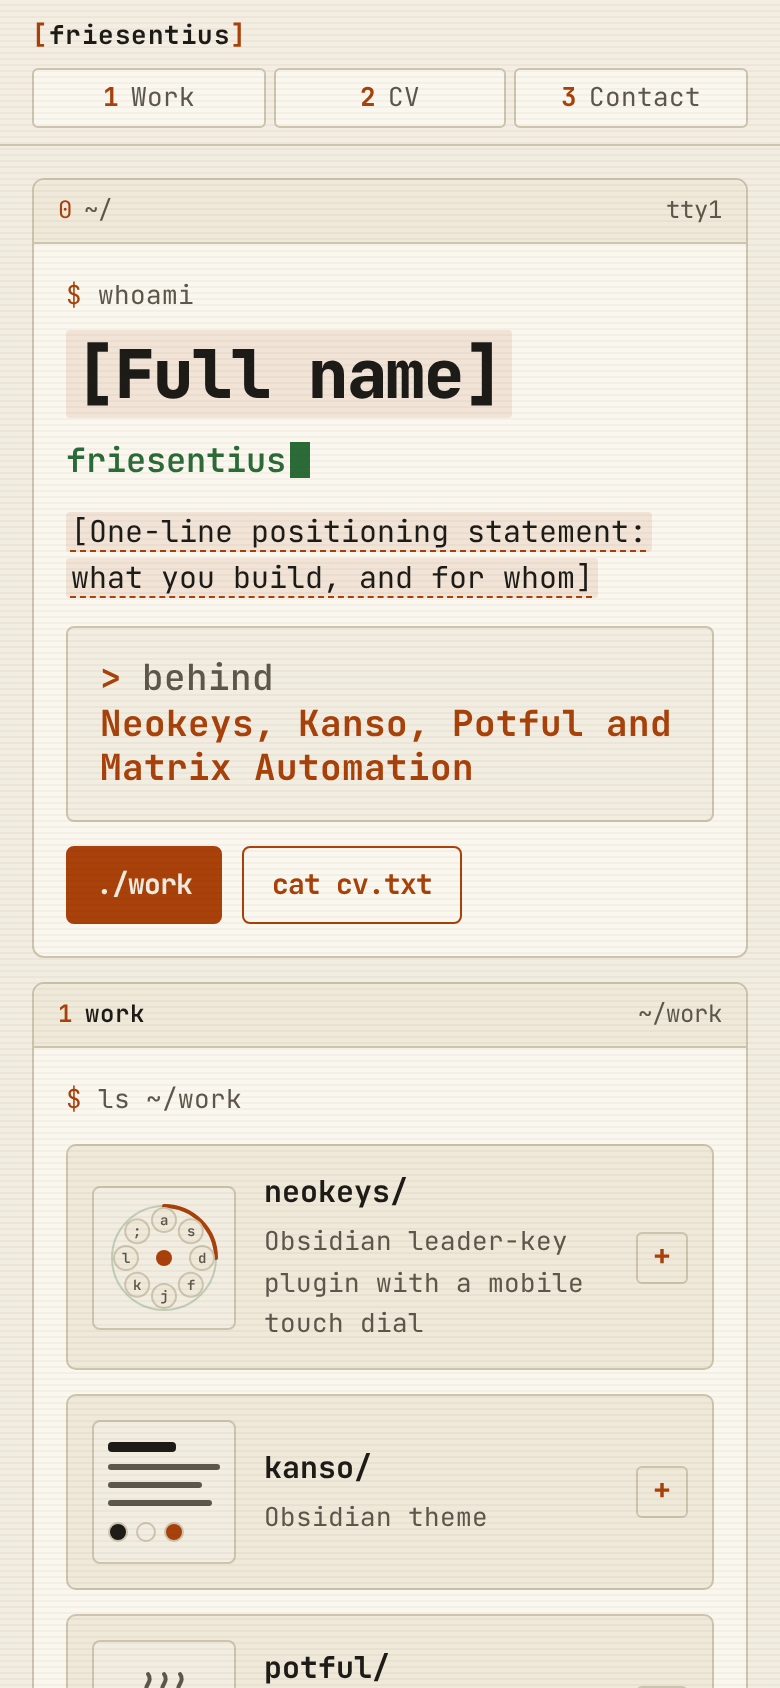 [friesentius]
1 Work
2 CV
3 Contact
0 ~/
tty1
$ whoami
[Full name]
friesentius
[One-line positioning statement:
what you build, and for whom]
> behind
Neokeys, Kanso, Potful and
Matrix Automation
./work
cat cv.txt
1 work
~/work
$ ls ~/work
a
s
d
f
j
k
l
;
neokeys/
Obsidian leader-key
plugin with a mobile
touch dial
+
kanso/
Obsidian theme
+
potful/